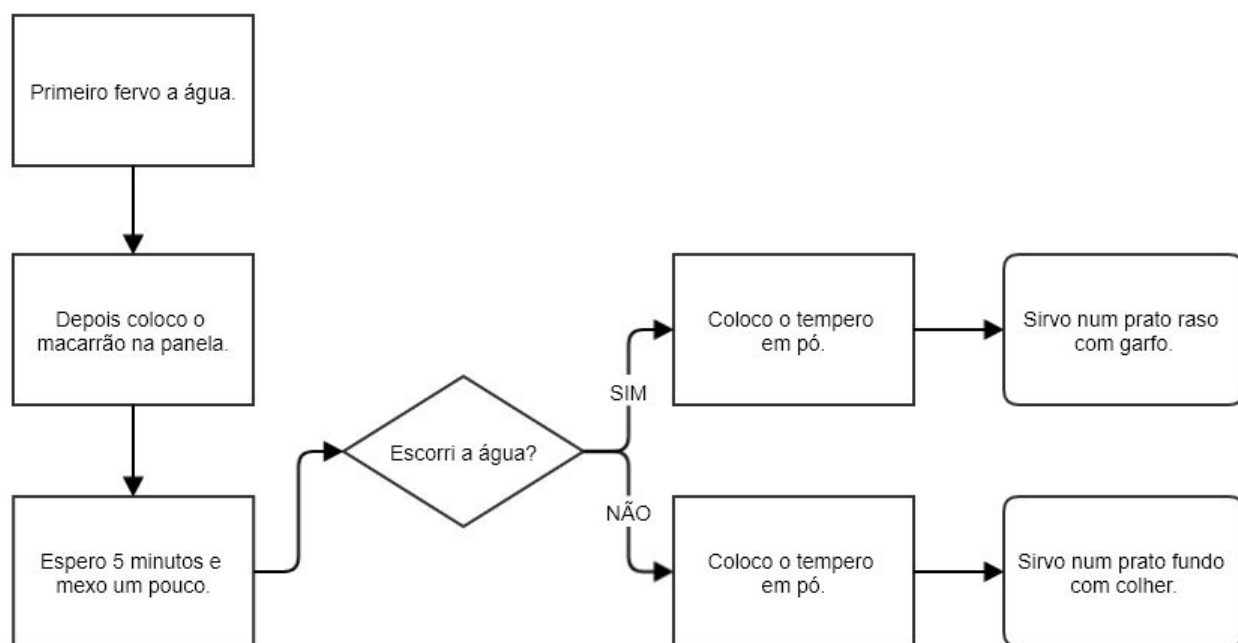 Primeiro fervo a água.
Depois coloco o
macarrão na panela.
Espero 5 minutos e
mexo um pouco.
Escorri a água?
SIM
Coloco o tempero
em pó.
Sirvo num prato raso
com garfo.
NÃO
Coloco o tempero
em pó.
Sirvo num prato fundo
com colher.